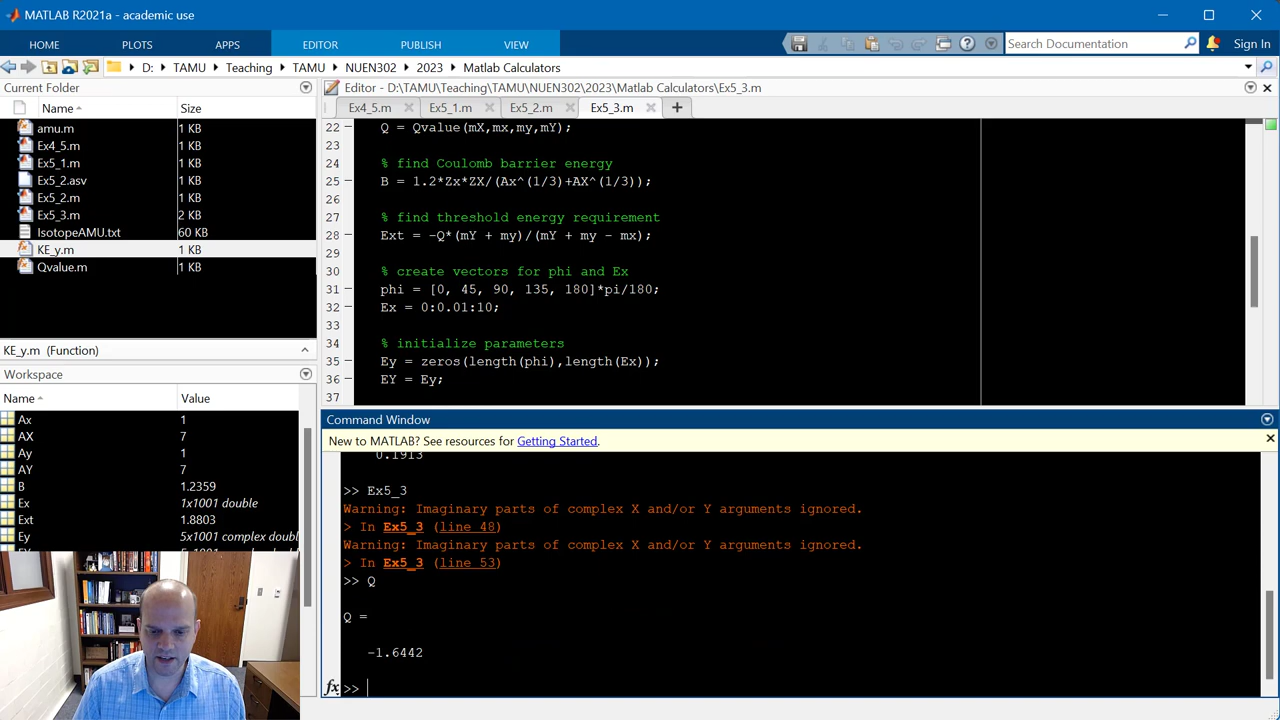 MATLAB R2021a - academic use
HOME PLOTS APPS EDITOR PUBLISH VIEW Search Documentation Sign In
D: TAMU Teaching TAMU NUEN302 2023 Matlab Calculators
Current Folder
Editor - D:\TAMU\Teaching\TAMU\NUEN302\2023\Matlab Calculators\Ex5_3.m
Name Size
Ex4_5.m Ex5_1.m Ex5_2.m Ex5_3.m
amu.m 1 KB
Ex4_5.m 1 KB
Ex5_1.m 1 KB
Ex5_2.asv 1 KB
Ex5_2.m 1 KB
Ex5_3.m 2 KB
IsotopeAMU.txt 60 KB
KE_y.m 1 KB
Qvalue.m 1 KB
22 Q = Qvalue(mX,mx,my,mY);
23
24 % find Coulomb barrier energy
25 B = 1.2*Zx*ZX/(Ax^(1/3)+AX^(1/3));
26
27 % find threshold energy requirement
28 Ext = -Q*(mY + my)/(mY + my - mx);
29
30 % create vectors for phi and Ex
31 phi = [0, 45, 90, 135, 180]*pi/180;
32 Ex = 0:0.01:10;
33
34 % initialize parameters
35 Ey = zeros(length(phi),length(Ex));
36 EY = Ey;
37
KE_y.m (Function)
Workspace
Name Value
Ax 1
AX 7
Ay 1
AY 7
B 1.2359
Ex 1x1001 double
Ext 1.8803
Ey 5x1001 complex doubl
Command Window
New to MATLAB? See resources for Getting Started.
0.1913
>> Ex5_3
Warning: Imaginary parts of complex X and/or Y arguments ignored.
> In Ex5_3 (line 48)
Warning: Imaginary parts of complex X and/or Y arguments ignored.
> In Ex5_3 (line 53)
>> Q
Q =
-1.6442
fx >>